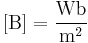 [B] = Wb/m²